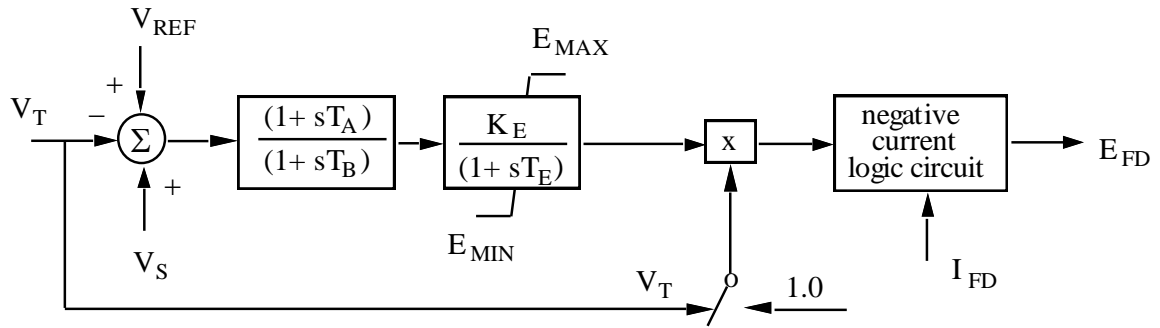 V_REF
E_MAX
+
V_T
−
Σ
+
(1+ sT_A)
(1+ sT_B)
K_E
(1+ sT_E)
x
negative
current
logic circuit
E_FD
V_S
E_MIN
V_T
1.0
I_FD